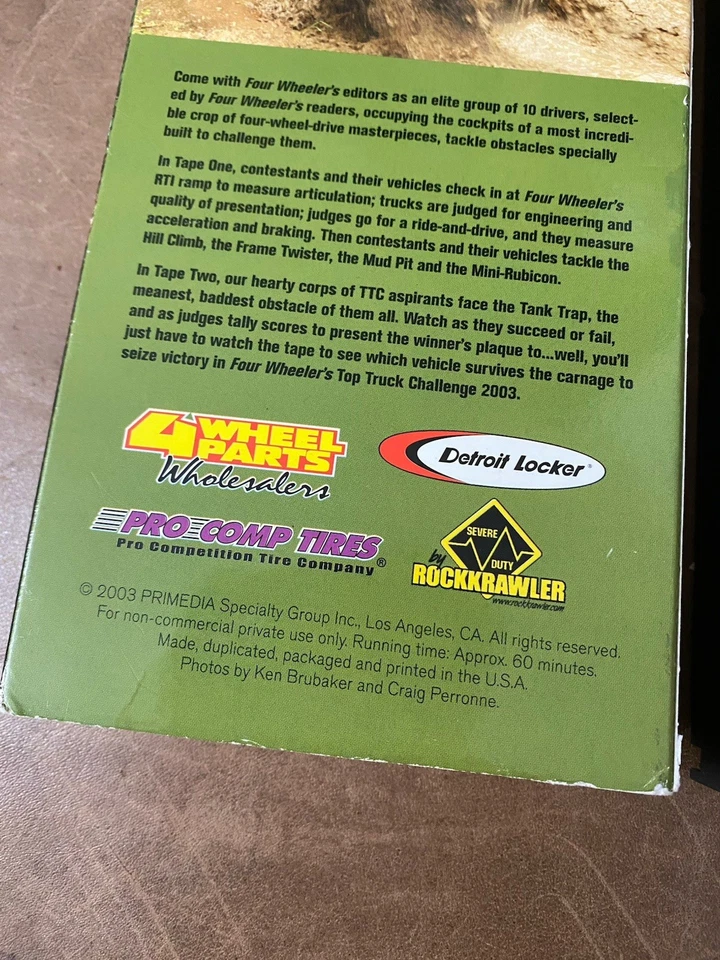 Come with Four Wheeler's editors as an elite group of 10 drivers, select-
ed by Four Wheeler's readers, occupying the cockpits of a most incredi-
ble crop of four-wheel-drive masterpieces, tackle obstacles specially
built to challenge them.
In Tape One, contestants and their vehicles check in at Four Wheeler's
RTI ramp to measure articulation; trucks are judged for engineering and
quality of presentation; judges go for a ride-and-drive, and they measure
acceleration and braking. Then contestants and their vehicles tackle the
Hill Climb, the Frame Twister, the Mud Pit and the Mini-Rubicon.
In Tape Two, our hearty corps of TTC aspirants face the Tank Trap, the
meanest, baddest obstacle of them all. Watch as they succeed or fail,
and as judges tally scores to present the winner's plaque to...well, you'll
just have to watch the tape to see which vehicle survives the carnage to
seize victory in Four Wheeler's Top Truck Challenge 2003.
4 WHEEL
PARTS
Wholesalers
Detroit Locker®
PRO COMP TIRES
Pro Competition Tire Company®
SEVERE
DUTY
by
ROCKKRAWLER
www.rockkrawler.com
© 2003 PRIMEDIA Specialty Group Inc., Los Angeles, CA. All rights reserved.
For non-commercial private use only. Running time: Approx. 60 minutes.
Made, duplicated, packaged and printed in the U.S.A.
Photos by Ken Brubaker and Craig Perronne.